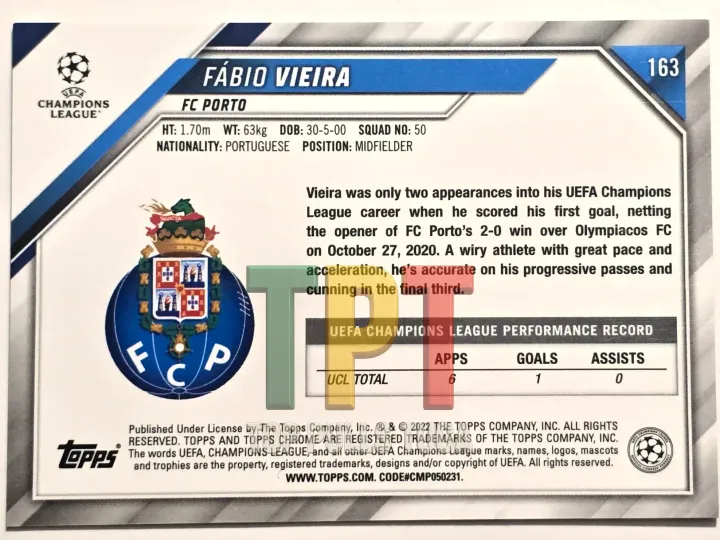 UEFA
CHAMPIONS
LEAGUE
FÁBIO VIEIRA
163
FC PORTO
HT: 1.70m WT: 63kg DOB: 30-5-00 SQUAD NO: 50
NATIONALITY: PORTUGUESE POSITION: MIDFIELDER
Vieira was only two appearances into his UEFA Champions
League career when he scored his first goal, netting
the opener of FC Porto's 2-0 win over Olympiacos FC
on October 27, 2020. A wiry athlete with great pace and
acceleration, he's accurate on his progressive passes and
cunning in the final third.
FCP
TPT
UEFA CHAMPIONS LEAGUE PERFORMANCE RECORD
APPS GOALS ASSISTS
UCL TOTAL 6 1 0
Published Under License by The Topps Company, Inc. ® & © 2022 THE TOPPS COMPANY, INC. ALL RIGHTS
RESERVED. TOPPS AND TOPPS CHROME ARE REGISTERED TRADEMARKS OF THE TOPPS COMPANY, INC.
The words UEFA, CHAMPIONS LEAGUE, and all other UEFA Champions League marks, names, logos, mascots
and trophies are the property, registered trademarks, designs and/or copyright of UEFA. All rights reserved.
WWW.TOPPS.COM. CODE#CMP050231.
topps